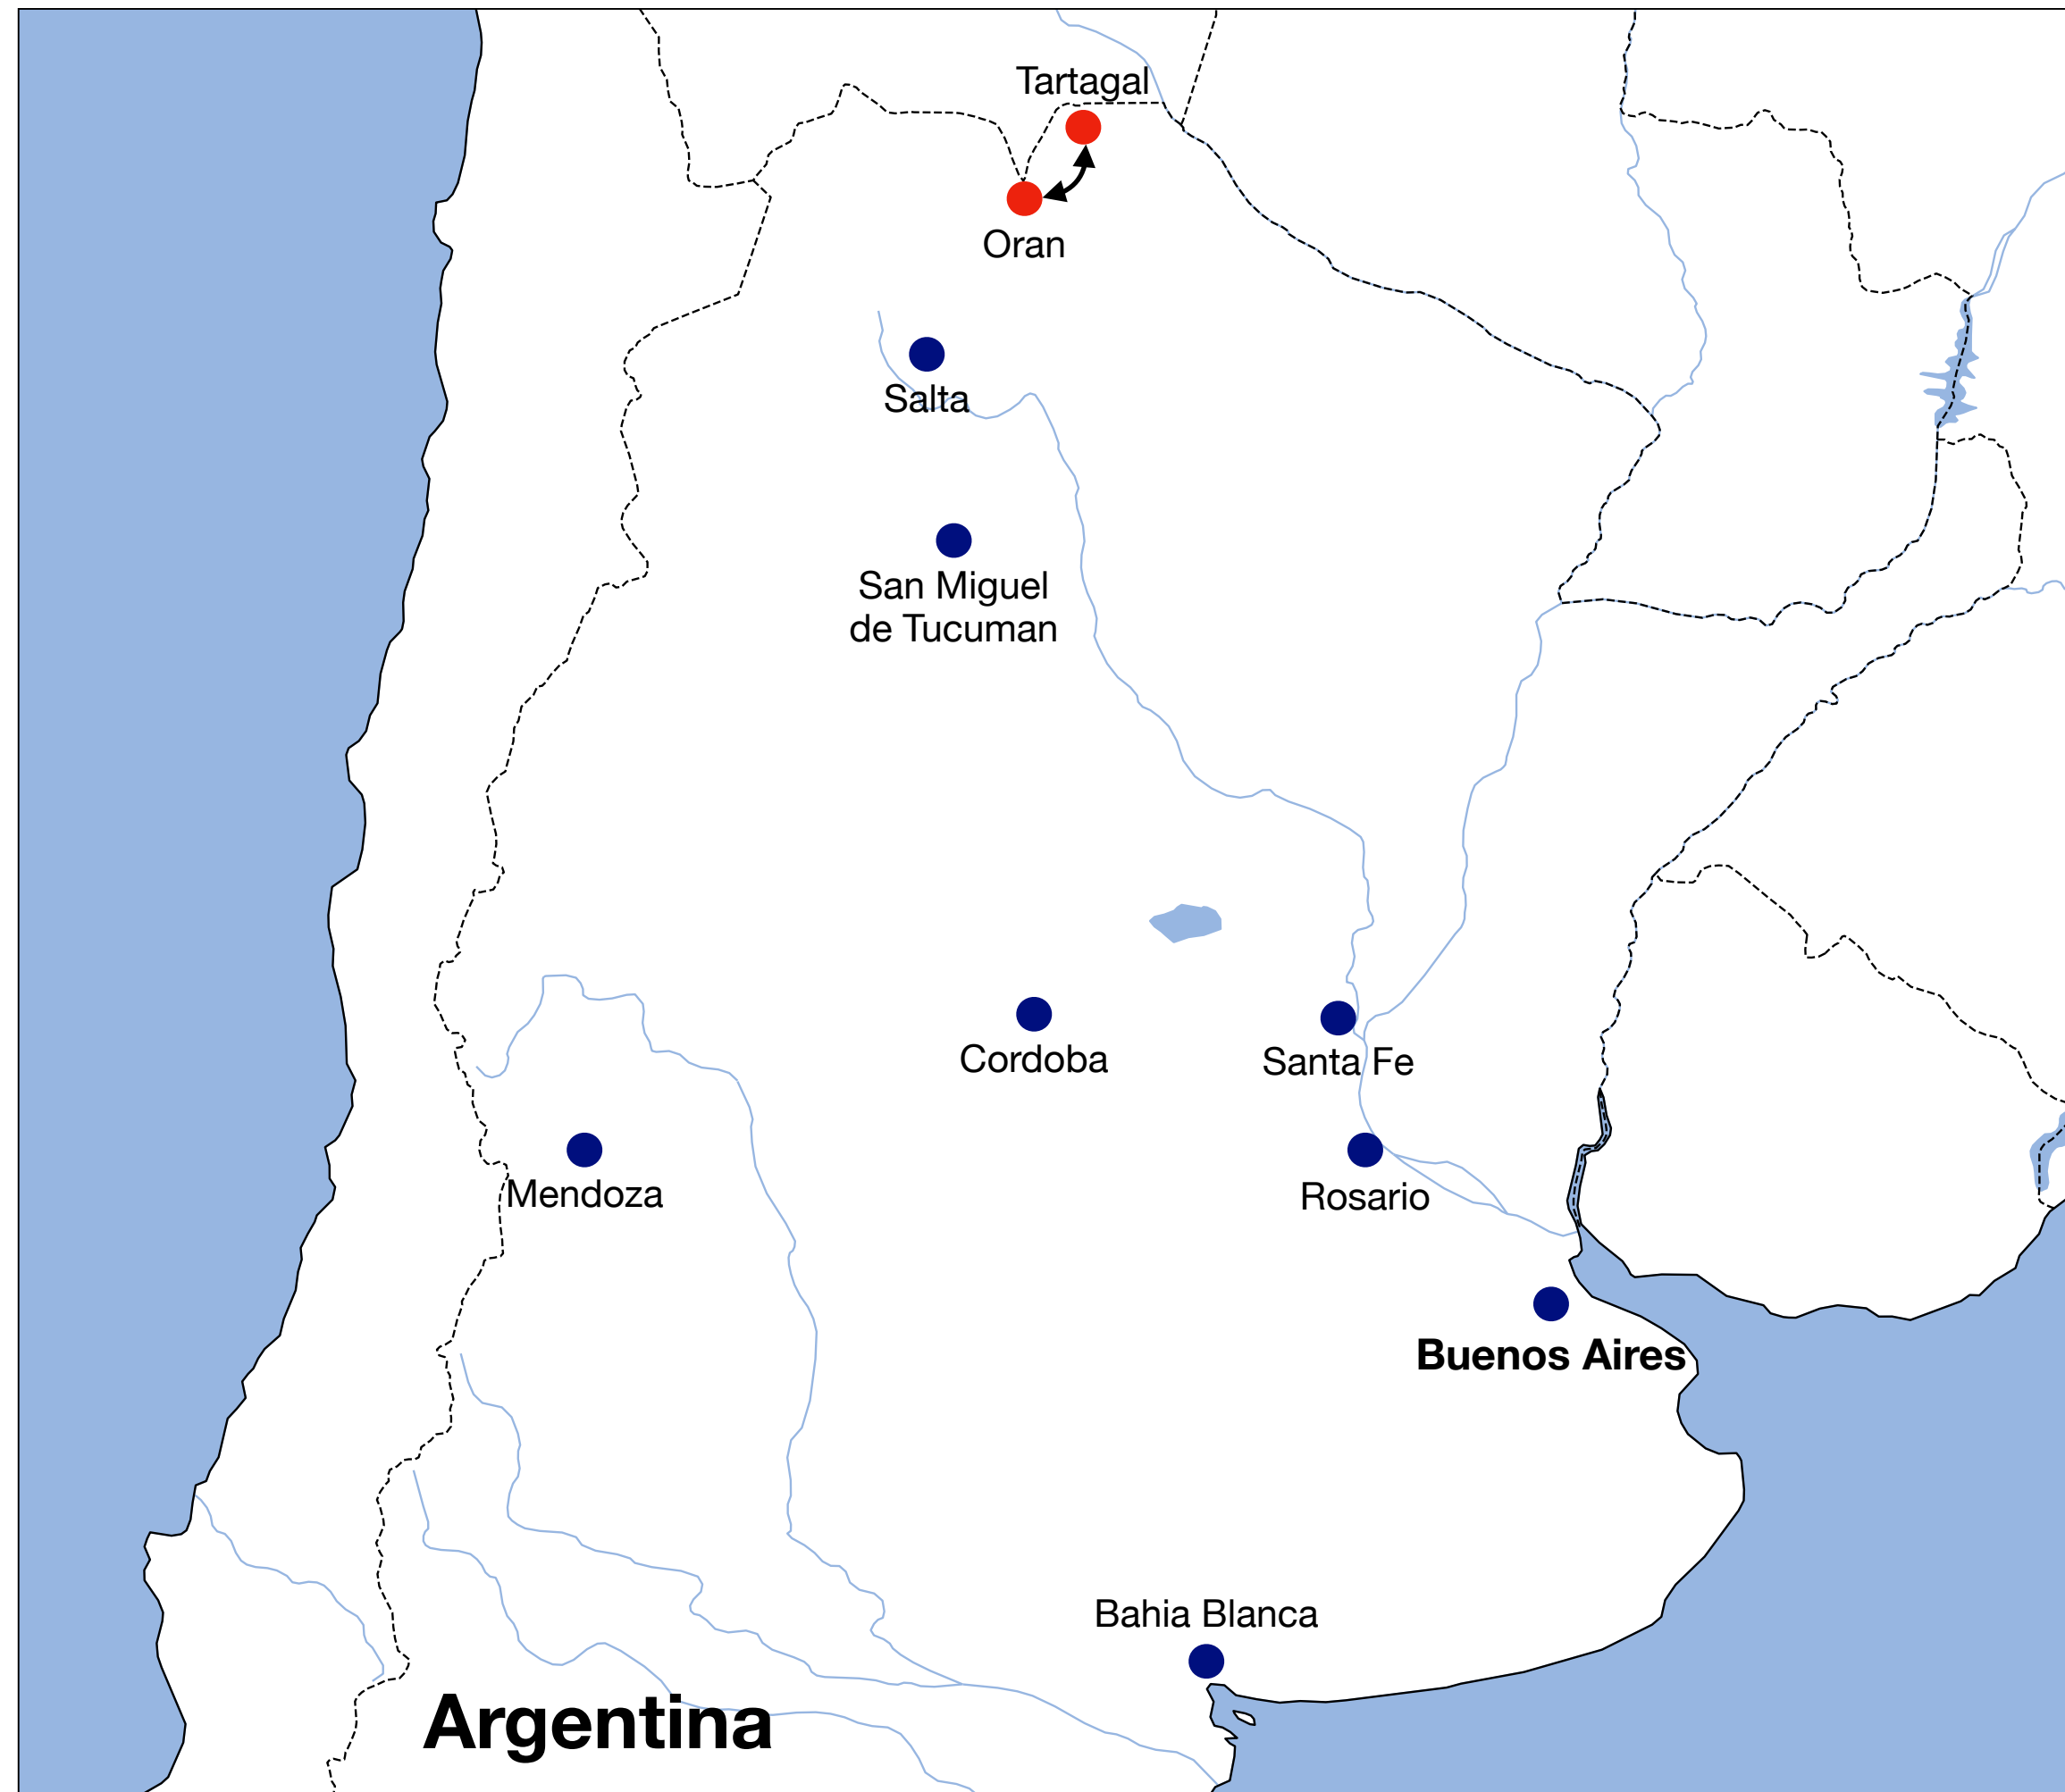 Tartagal
Oran
Salta
San Miguel
de Tucuman
Cordoba
Santa Fe
Mendoza
Rosario
Buenos Aires
Bahia Blanca
Argentina